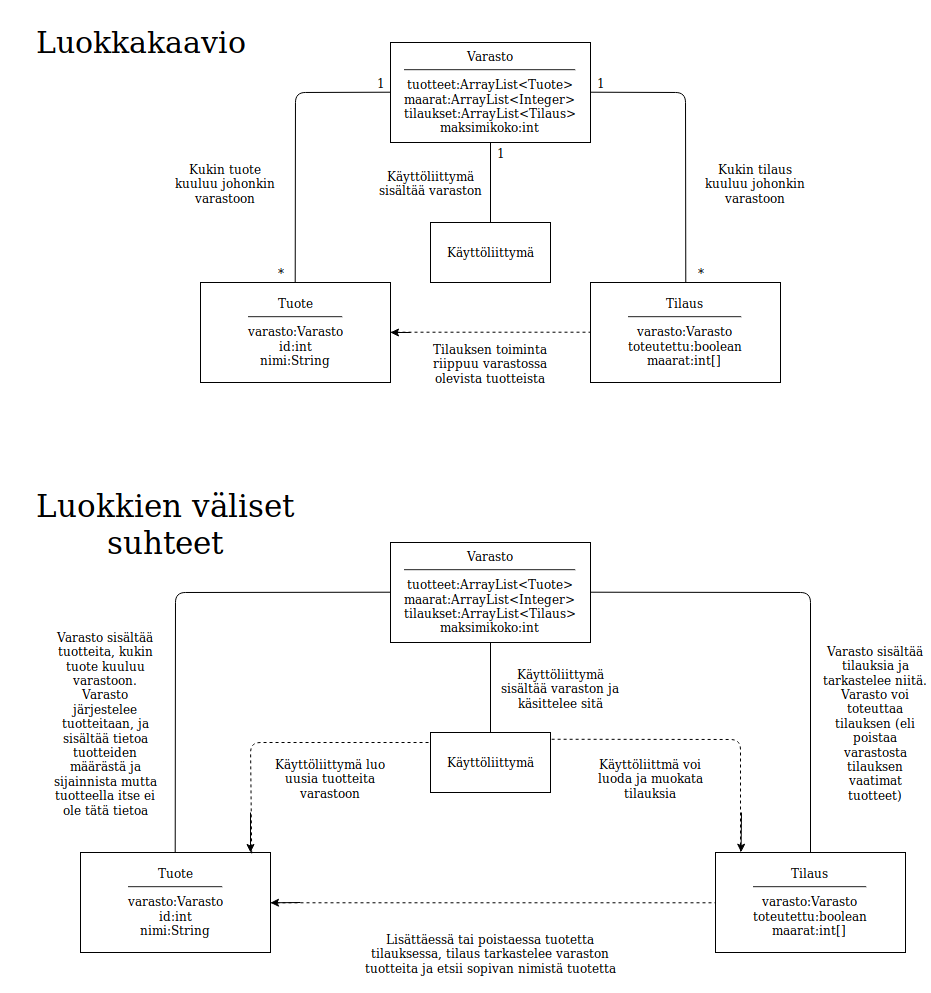 Luokkakaavio
Varasto
tuotteet:ArrayList<Tuote>
maarat:ArrayList<Integer>
tilaukset:ArrayList<Tilaus>
maksimikoko:int
1
1
1
Kukin tuote
kuuluu johonkin
varastoon
Käyttöliittymä
sisältää varaston
Kukin tilaus
kuuluu johonkin
varastoon
Käyttöliittymä
*
*
Tuote
varasto:Varasto
id:int
nimi:String
Tilaus
varasto:Varasto
toteutettu:boolean
maarat:int[]
Tilauksen toiminta
riippuu varastossa
olevista tuotteista
Luokkien väliset
suhteet
Varasto
tuotteet:ArrayList<Tuote>
maarat:ArrayList<Integer>
tilaukset:ArrayList<Tilaus>
maksimikoko:int
Varasto sisältää
tuotteita, kukin
tuote kuuluu
varastoon.
Varasto
järjestelee
tuotteitaan, ja
sisältää tietoa
tuotteiden
määrästä ja
sijainnista mutta
tuotteella itse ei
ole tätä tietoa
Käyttöliittymä
sisältää varaston ja
käsittelee sitä
Varasto sisältää
tilauksia ja
tarkastelee niitä.
Varasto voi
toteuttaa
tilauksen (eli
poistaa
varastosta
tilauksen
vaatimat
tuotteet)
Käyttöliittymä luo
uusia tuotteita
varastoon
Käyttöliittymä
Käyttöliittmä voi
luoda ja muokata
tilauksia
Tuote
varasto:Varasto
id:int
nimi:String
Tilaus
varasto:Varasto
toteutettu:boolean
maarat:int[]
Lisättäessä tai poistaessa tuotetta
tilauksessa, tilaus tarkastelee varaston
tuotteita ja etsii sopivan nimistä tuotetta